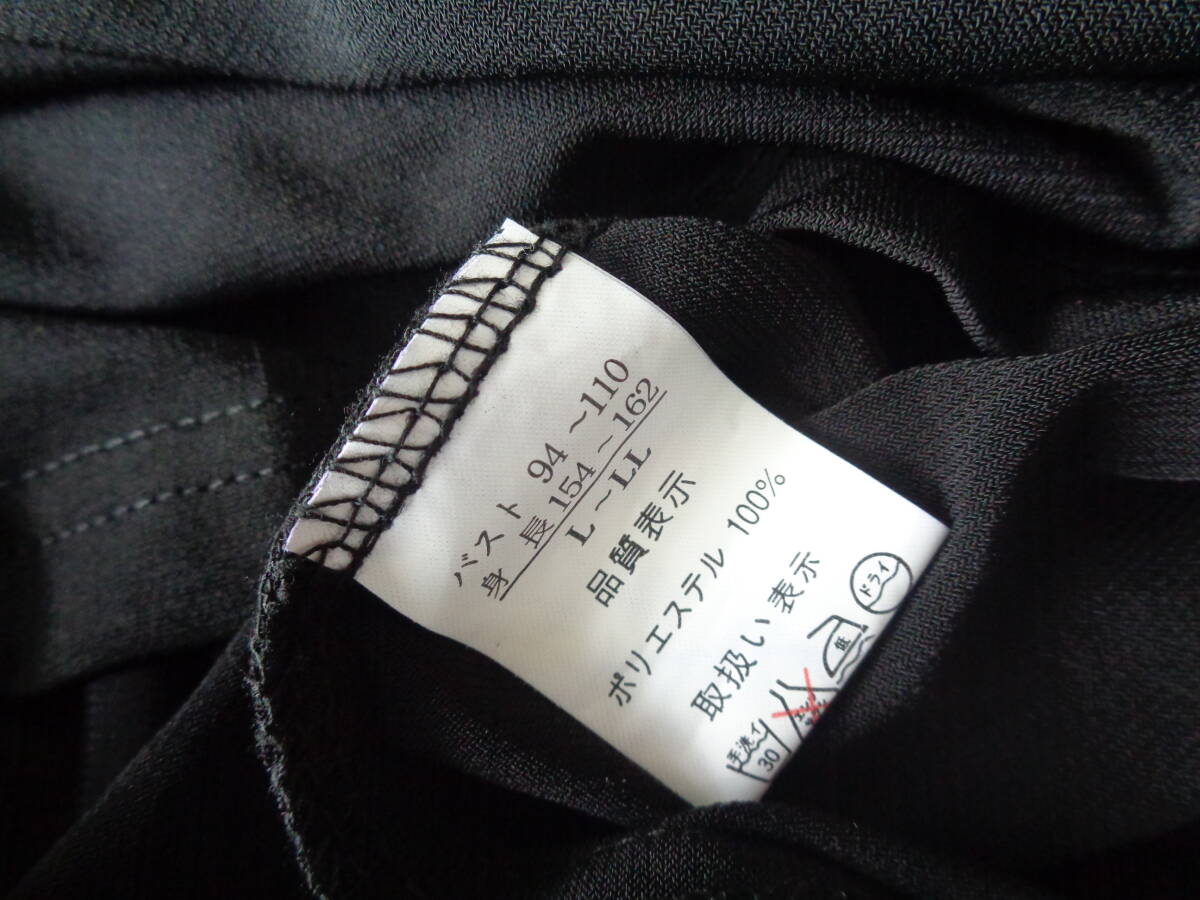 バスト 94～110
身長 154～162
L～LL
品質表示
ポリエステル 100%
取扱い表示
手洗イ
30
低
ドライ